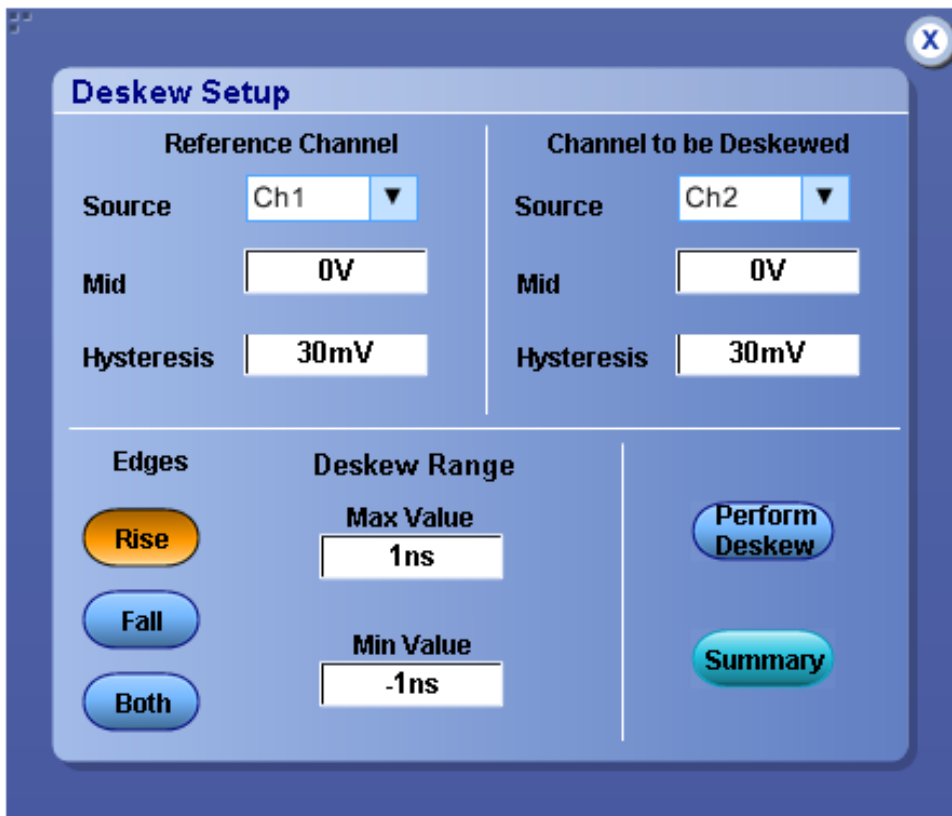 X
Deskew Setup
Reference Channel
Source
Ch1
Mid
0V
Hysteresis
30mV
Channel to be Deskewed
Source
Ch2
Mid
0V
Hysteresis
30mV
Edges
Rise
Fall
Both
Deskew Range
Max Value
1ns
Min Value
-1ns
Perform
Deskew
Summary